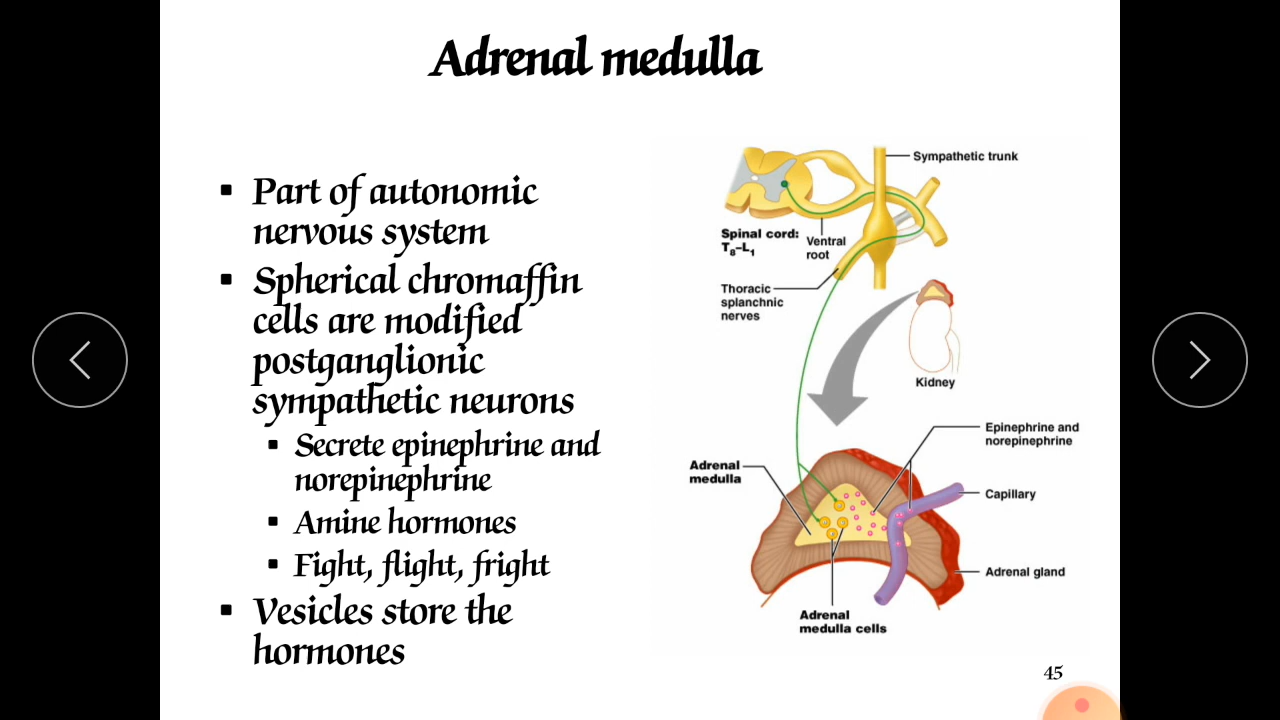 Adrenal medulla
▪ Part of autonomic
nervous system
▪ Spherical chromaffin
cells are modified
postganglionic
sympathetic neurons
▪ Secrete epinephrine and
norepinephrine
▪ Amine hormones
▪ Fight, flight, fright
▪ Vesicles store the
hormones
Sympathetic trunk
Spinal cord:
T8–L1
Ventral
root
Thoracic
splanchnic
nerves
Kidney
Epinephrine and
norepinephrine
Adrenal
medulla
Capillary
Adrenal gland
Adrenal
medulla cells
45